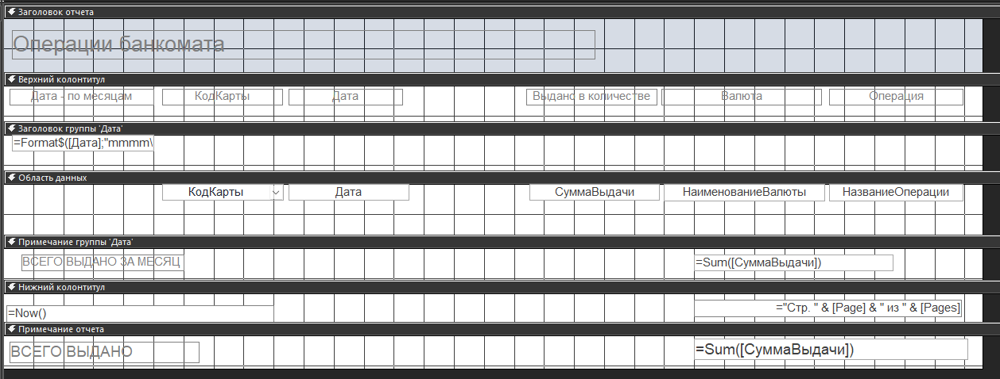 Заголовок отчета
Операции банкомата
Верхний колонтитул
Дата - по месяцам КодКарты Дата Выдано в количестве Валюта Операция
Заголовок группы 'Дата'
=Format$([Дата];"mmmm\
Область данных
КодКарты Дата СуммаВыдачи НаименованиеВалюты НазваниеОперации
Примечание группы 'Дата'
ВСЕГО ВЫДАНО ЗА МЕСЯЦ =Sum([СуммаВыдачи])
Нижний колонтитул
=Now() ="Стр. " & [Page] & " из " & [Pages]
Примечание отчета
ВСЕГО ВЫДАНО =Sum([СуммаВыдачи])